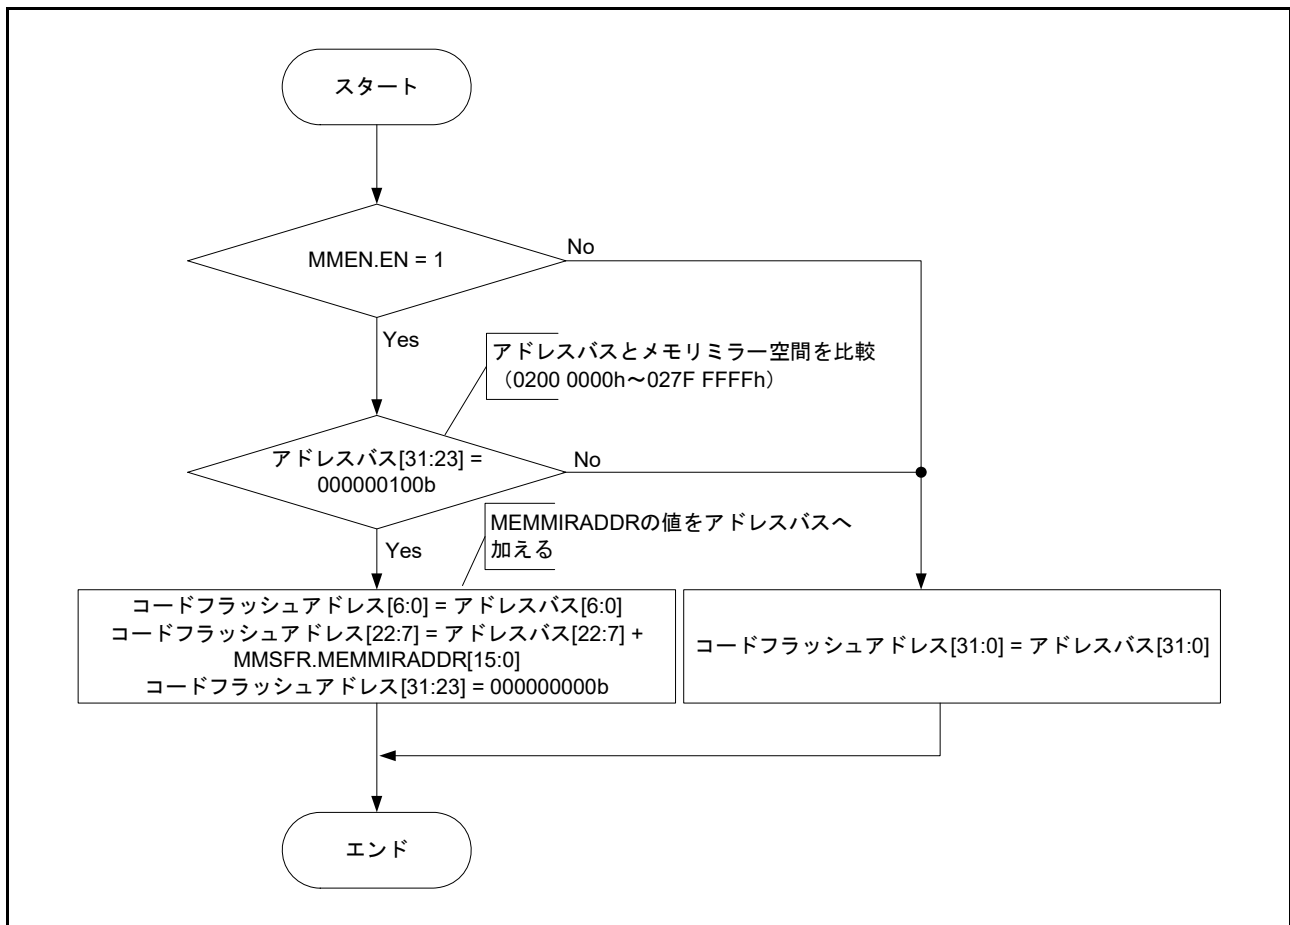 スタート
MMEN.EN = 1
No
Yes
アドレスバスとメモリミラー空間を比較
（0200 0000h～027F FFFFh）
アドレスバス[31:23] =
000000100b
No
MEMMIRADDRの値をアドレスバスへ
加える
Yes
コードフラッシュアドレス[6:0] = アドレスバス[6:0]
コードフラッシュアドレス[22:7] = アドレスバス[22:7] +
MMSFR.MEMMIRADDR[15:0]
コードフラッシュアドレス[31:23] = 000000000b
コードフラッシュアドレス[31:0] = アドレスバス[31:0]
エンド